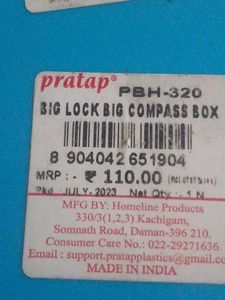 pratap®
PBH-320
BIG LOCK BIG COMPASS BOX
8 904042 651904
MRP : - ₹ 110.00
Pkd : JULY- 2023 Net Qty : 1 N
MFG BY: Homeline Products
330/3(1,2,3) Kachigam,
Somnath Road, Daman-396 210.
Consumer Care No.: 022-29271636
Email : support.pratapplastics@gmail.com
MADE IN INDIA